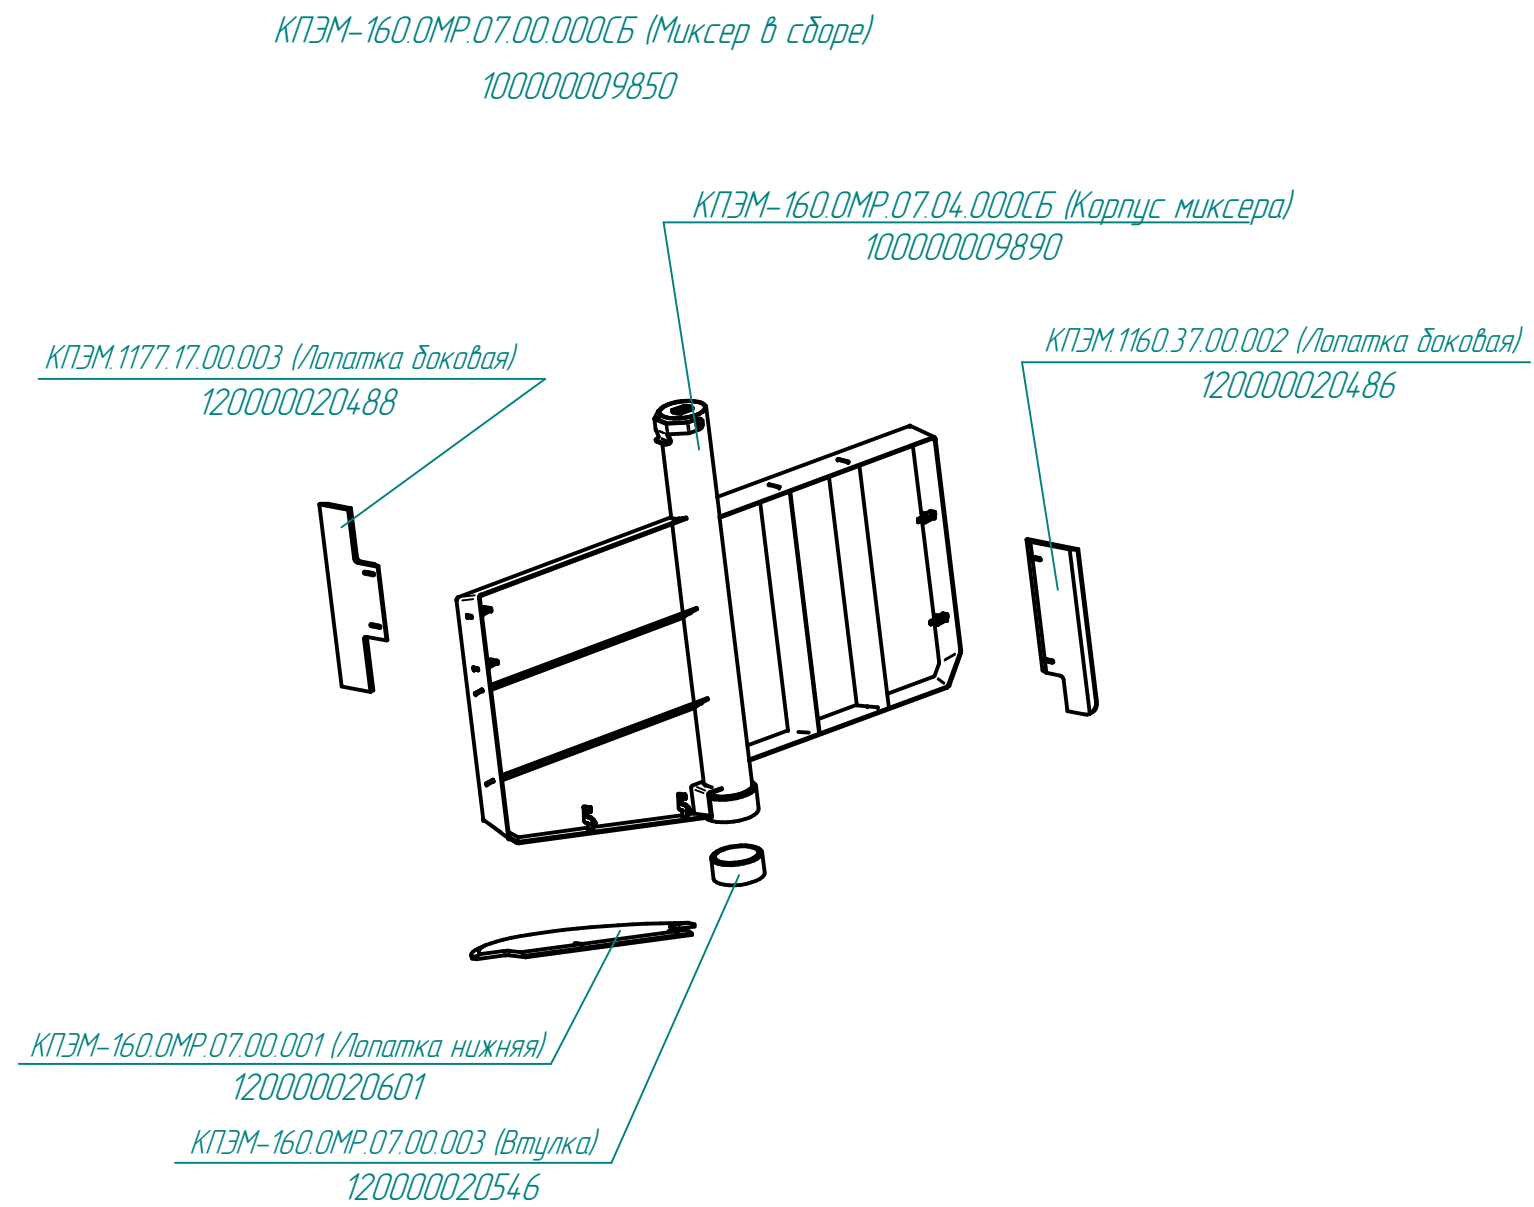 КПЭМ-160.0МР.07.00.000СБ (Миксер в сборе)
100000009850
КПЭМ-160.0МР.07.04.000СБ (Корпус миксера)
100000009890
КПЭМ.1160.37.00.002 (Лопатка боковая)
120000020486
КПЭМ.1177.17.00.003 (Лопатка боковая)
120000020488
КПЭМ-160.0МР.07.00.001 (Лопатка нижняя)
120000020601
КПЭМ-160.0МР.07.00.003 (Втулка)
120000020546